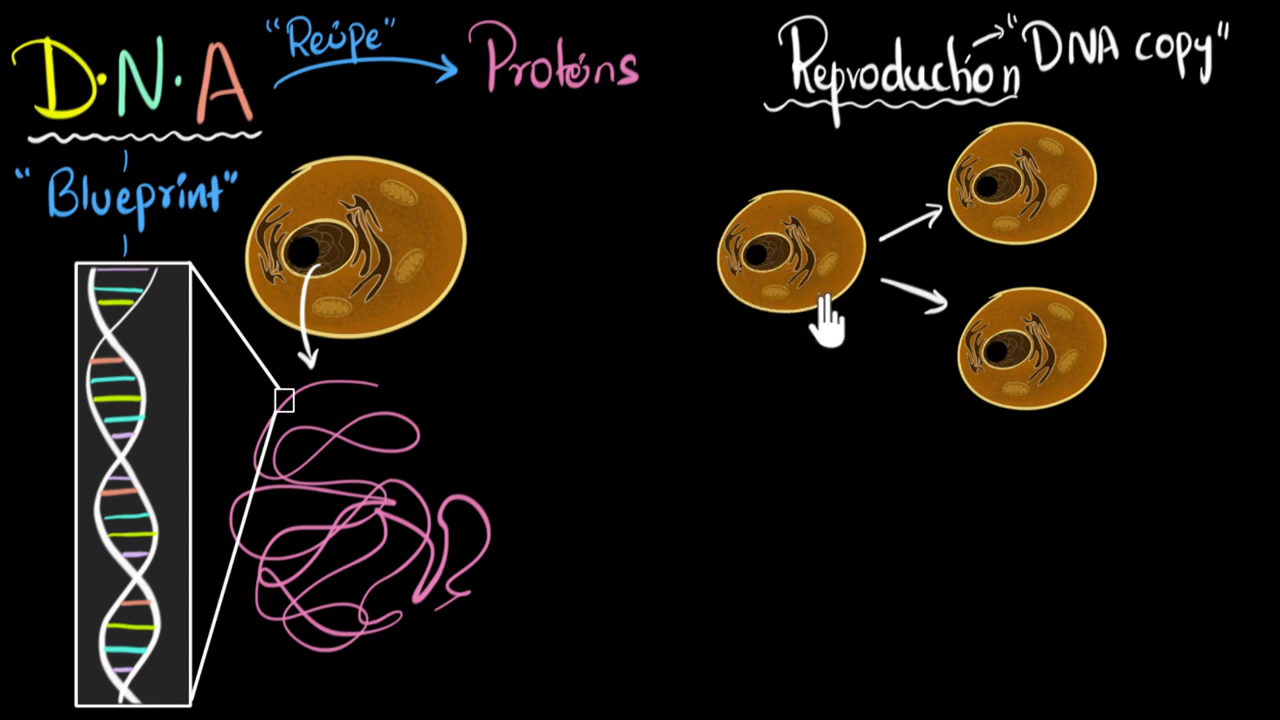 D.N.A
"Recipe"
Proteins
"Blueprint"
Reproduction
"DNA copy"